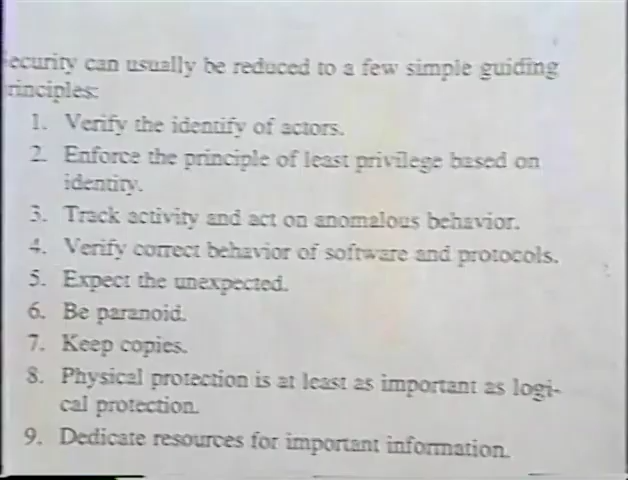 ecurity can usually be reduced to a few simple guiding
rinciples:
1. Verify the identify of actors.
2. Enforce the principle of least privilege based on
identity.
3. Track activity and act on anomalous behavior.
4. Verify correct behavior of software and protocols.
5. Expect the unexpected.
6. Be paranoid.
7. Keep copies.
8. Physical protection is at least as important as logi-
cal protection.
9. Dedicate resources for important information.